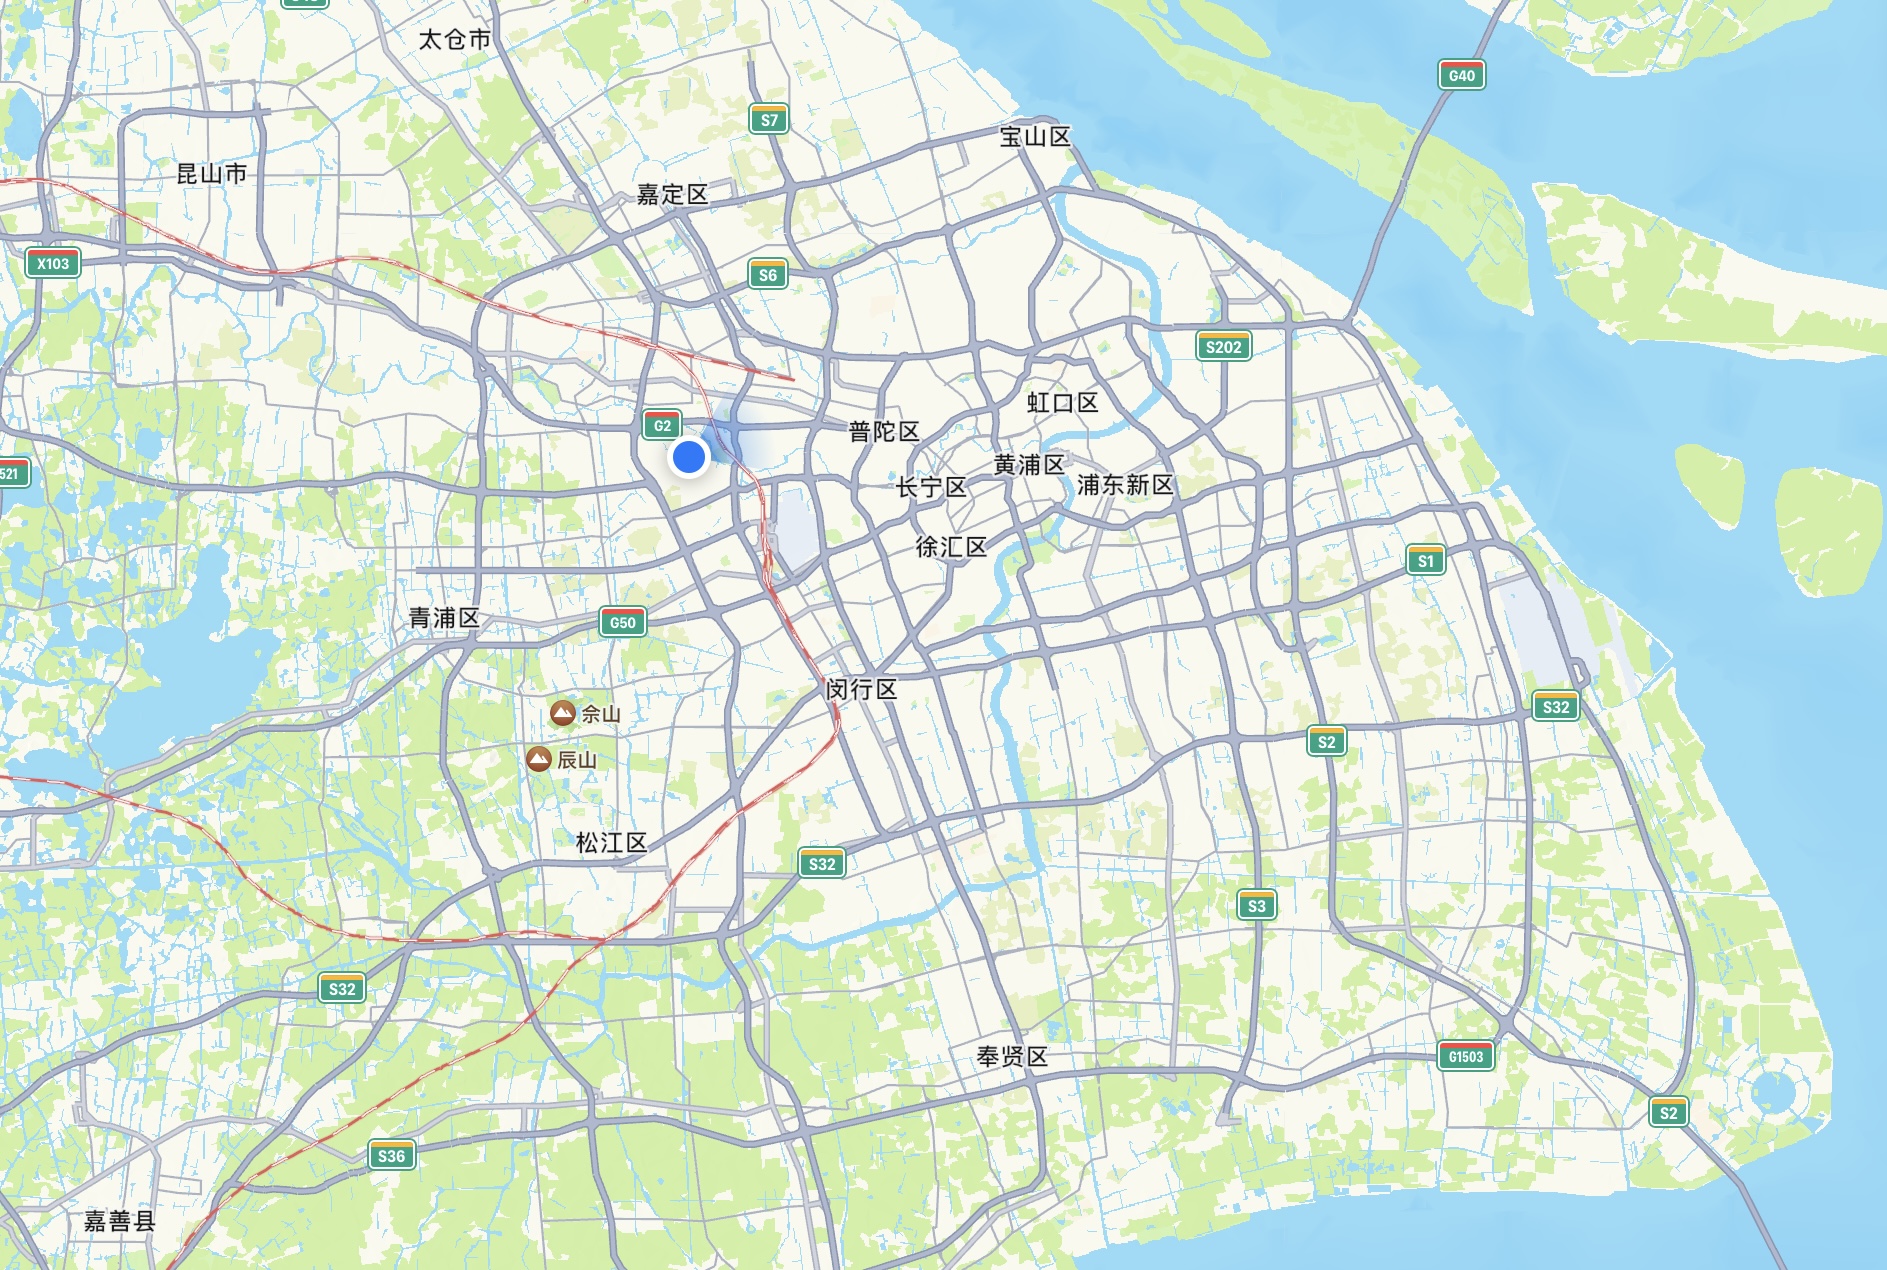 太仓市
G40
S7
宝山区
昆山市
嘉定区
X103
S6
S202
虹口区
G2
普陀区
黄浦区
521
长宁区
浦东新区
徐汇区
S1
青浦区
G50
闵行区
佘山
S32
S2
辰山
松江区
S32
S3
S32
奉贤区
G1503
S2
S36
嘉善县